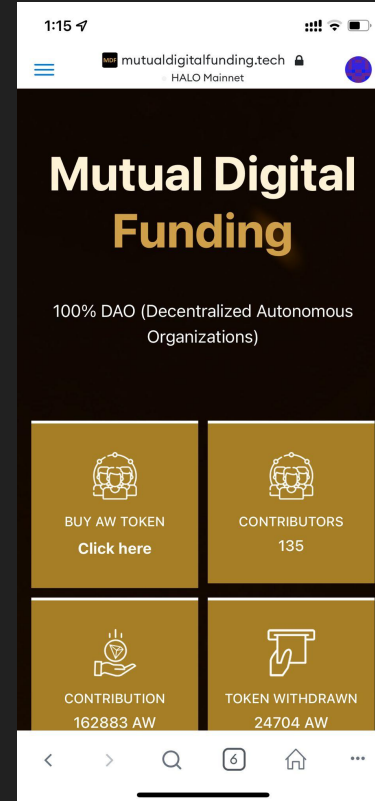 1:15
MDF mutualdigitalfunding.tech
HALO Mainnet
Mutual Digital
Funding
100% DAO (Decentralized Autonomous
Organizations)
BUY AW TOKEN
Click here
CONTRIBUTORS
135
CONTRIBUTION
162883 AW
TOKEN WITHDRAWN
24704 AW
6